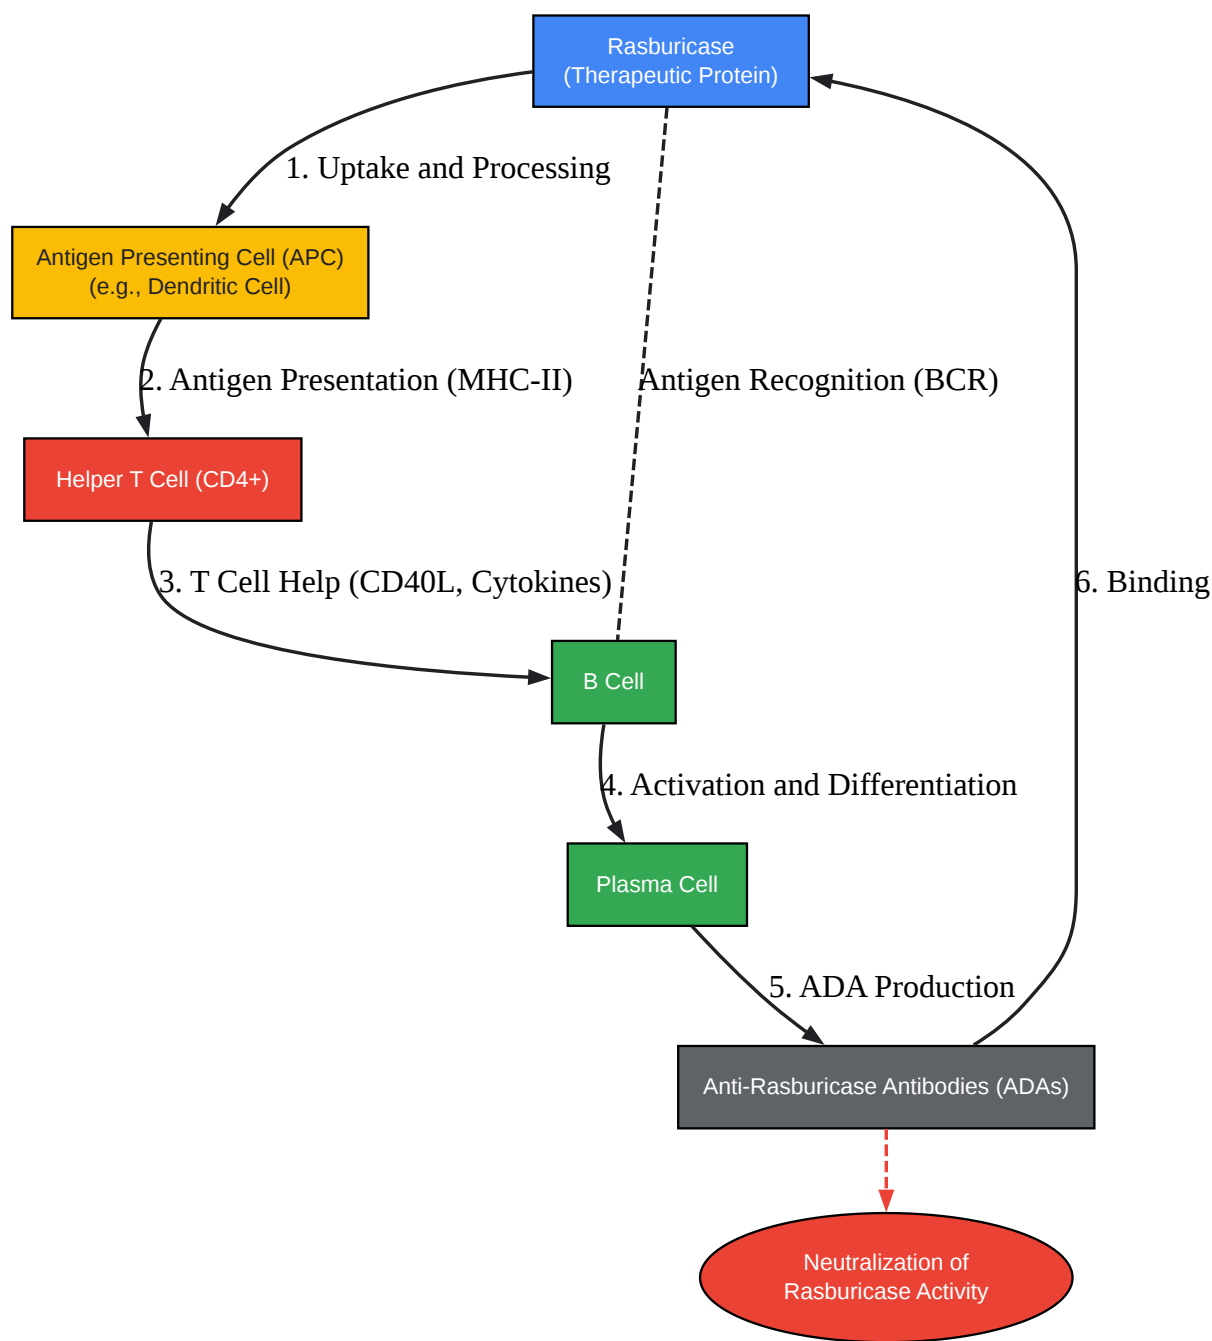 Rasburicase
(Therapeutic Protein)
1. Uptake and Processing
Antigen Presenting Cell (APC)
(e.g., Dendritic Cell)
2. Antigen Presentation (MHC-II)
Antigen Recognition (BCR)
Helper T Cell (CD4+)
3. T Cell Help (CD40L, Cytokines)
6. Binding
B Cell
4. Activation and Differentiation
Plasma Cell
5. ADA Production
Anti-Rasburicase Antibodies (ADAs)
Neutralization of
Rasburicase Activity